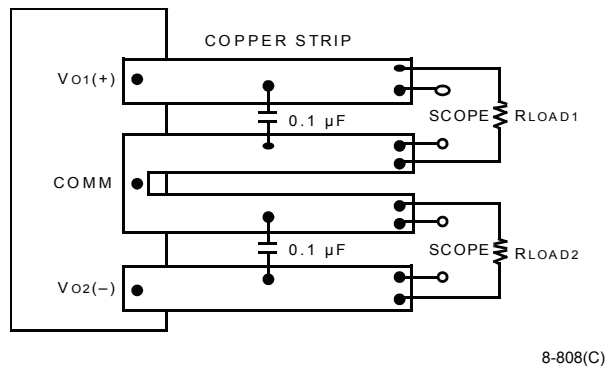 COPPER STRIP
VO1(+)
SCOPE
RLOAD1
0.1 µF
COMM
0.1 µF
SCOPE
RLOAD2
VO2(–)
8-808(C)